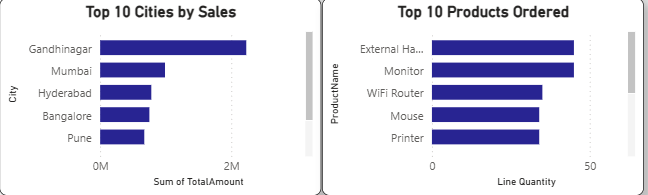 Top 10 Cities by Sales
City
Gandhinagar
Mumbai
Hyderabad
Bangalore
Pune
0M 2M
Sum of TotalAmount
Top 10 Products Ordered
ProductName
External Ha...
Monitor
WiFi Router
Mouse
Printer
0 50
Line Quantity